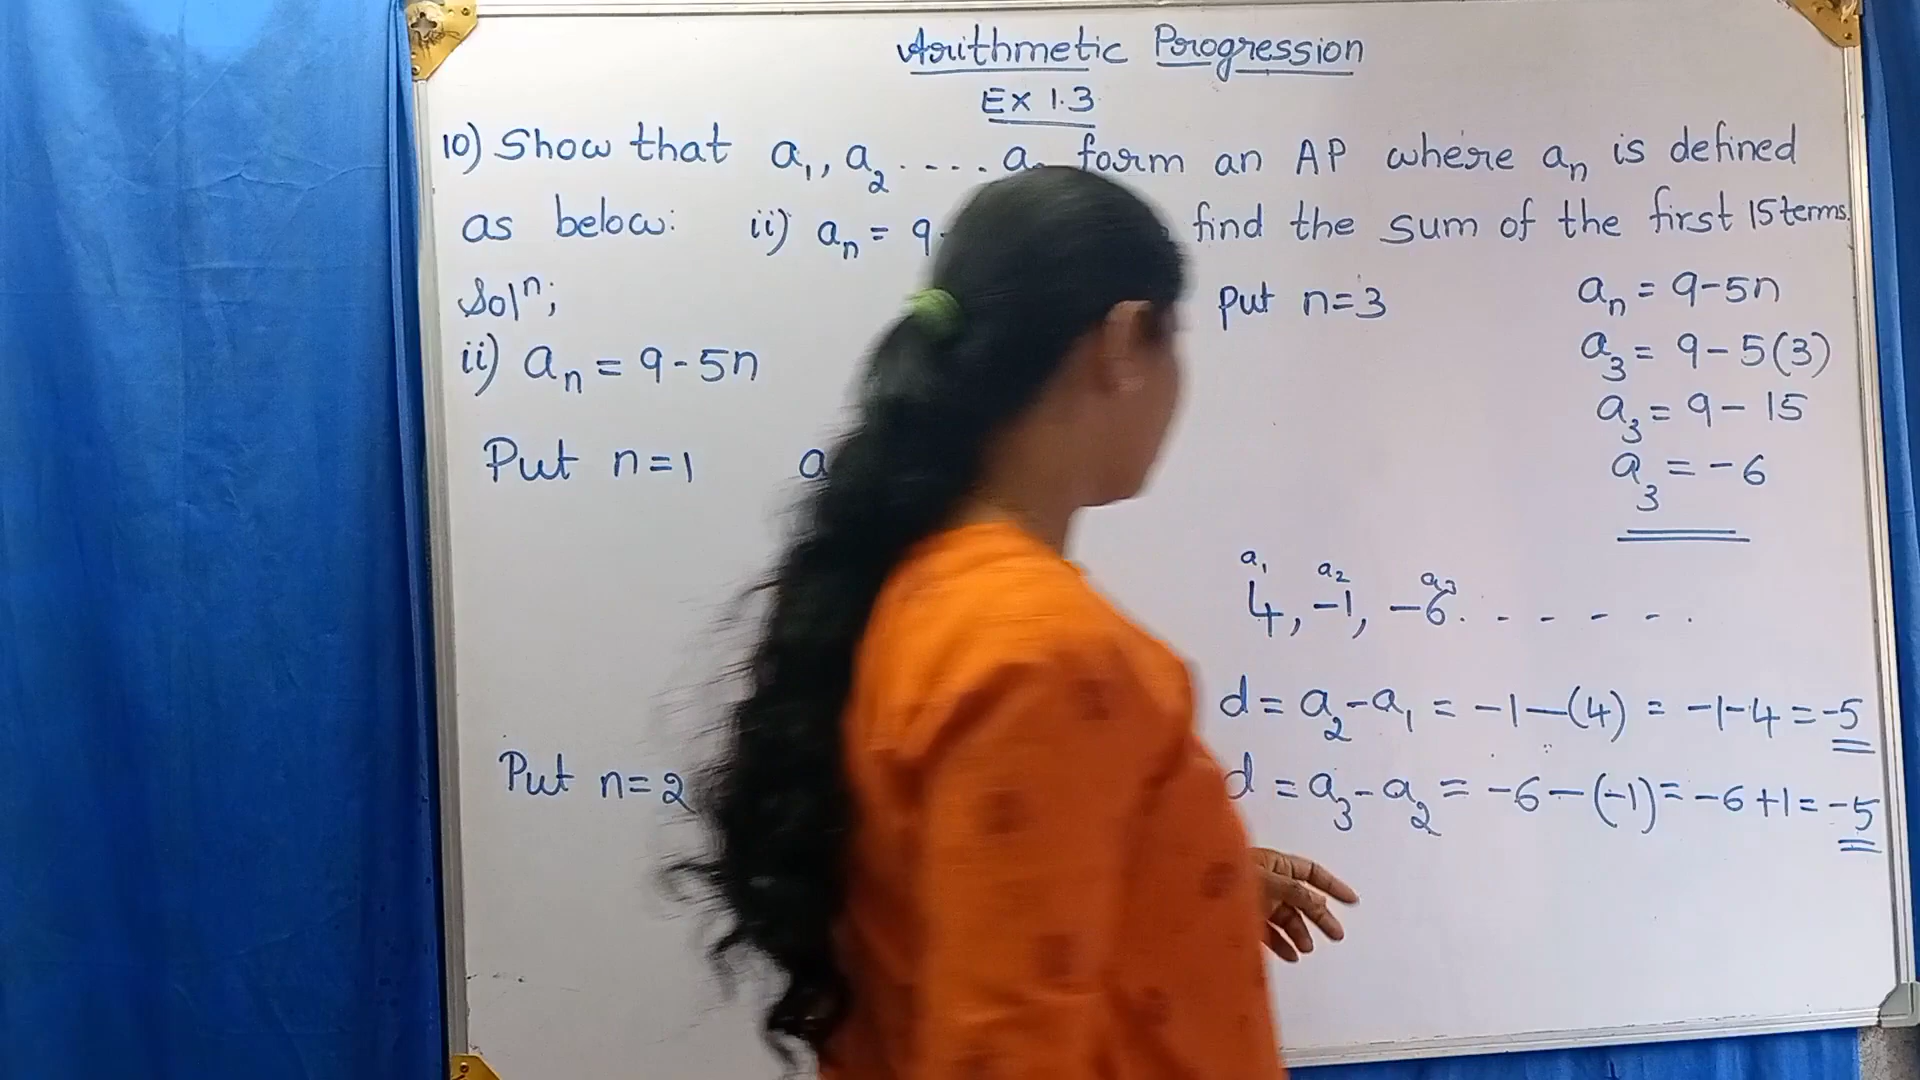 Arithmetic Progression
Ex 1.3
10) Show that a₁, a₂ .... a form an AP where aₙ is defined
as below: ii) aₙ = 9- find the sum of the first 15 terms.
Solⁿ;
ii) aₙ = 9-5n
Put n=1 a
Put n=2
Put n=3 aₙ = 9-5n
a₃ = 9-5(3)
a₃ = 9-15
a₃ = -6
a₁ a₂ a₃
4, -1, -6. - - - - .
d = a₂-a₁ = -1-(4) = -1-4 = -5
d = a₃-a₂ = -6-(-1) = -6+1 = -5